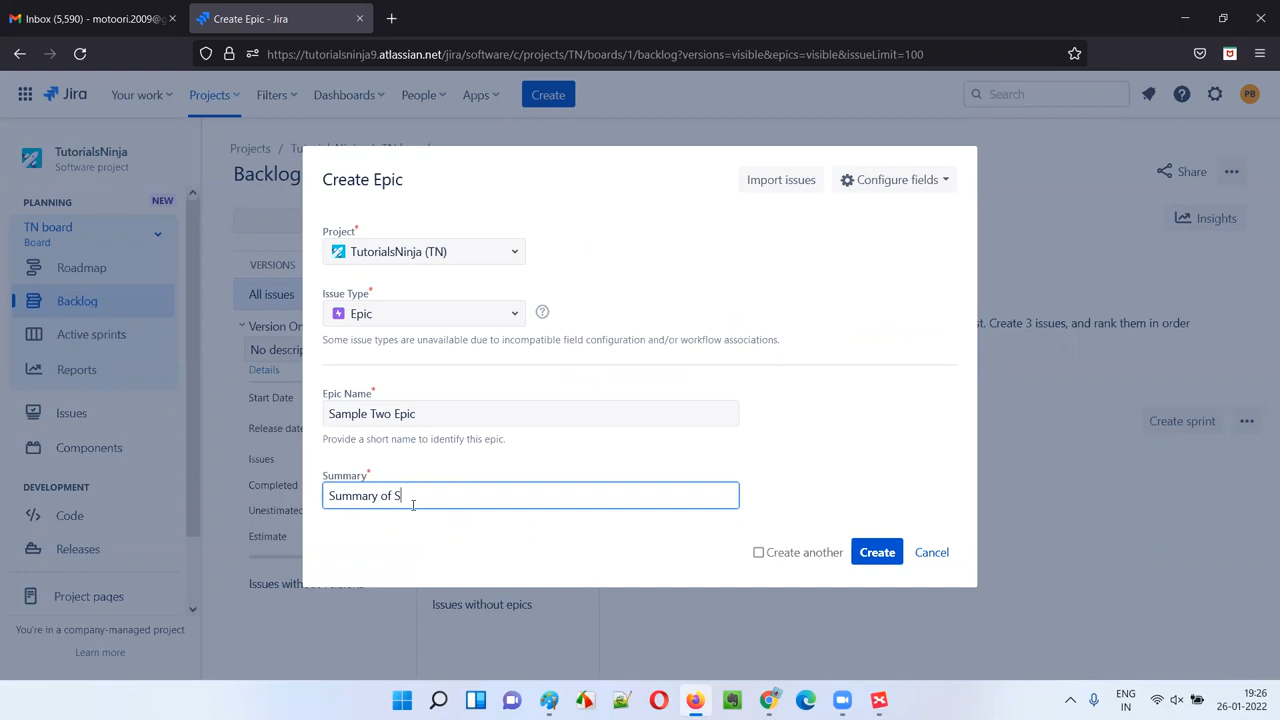 Inbox (5,590) - motoori.2009@g
Create Epic - Jira
https://tutorialsninja9.atlassian.net/jira/software/c/projects/TN/boards/1/backlog?versions=visible&epics=visible&issueLimit=100
Jira
Your work
Projects
Filters
Dashboards
People
Apps
Create
Search
PB
TutorialsNinja
Software project
PLANNING
NEW
TN board
Board
Roadmap
Backlog
Active sprints
Reports
Issues
Components
DEVELOPMENT
Code
Releases
Project pages
You're in a company-managed project
Learn more
Projects /
Backlog
Share
Insights
VERSIONS
All issues
Version On
No descrip
Details
Start Date
Release date
Issues
Completed
Unestimated
Estimate
Issues without versions
Issues without epics
st. Create 3 issues, and rank them in order
Create sprint
Create Epic
Import issues
Configure fields
Project*
TutorialsNinja (TN)
Issue Type*
Epic
Some issue types are unavailable due to incompatible field configuration and/or workflow associations.
Epic Name*
Sample Two Epic
Provide a short name to identify this epic.
Summary*
Summary of S
Create another
Create
Cancel
ENG
IN
19:26
26-01-2022